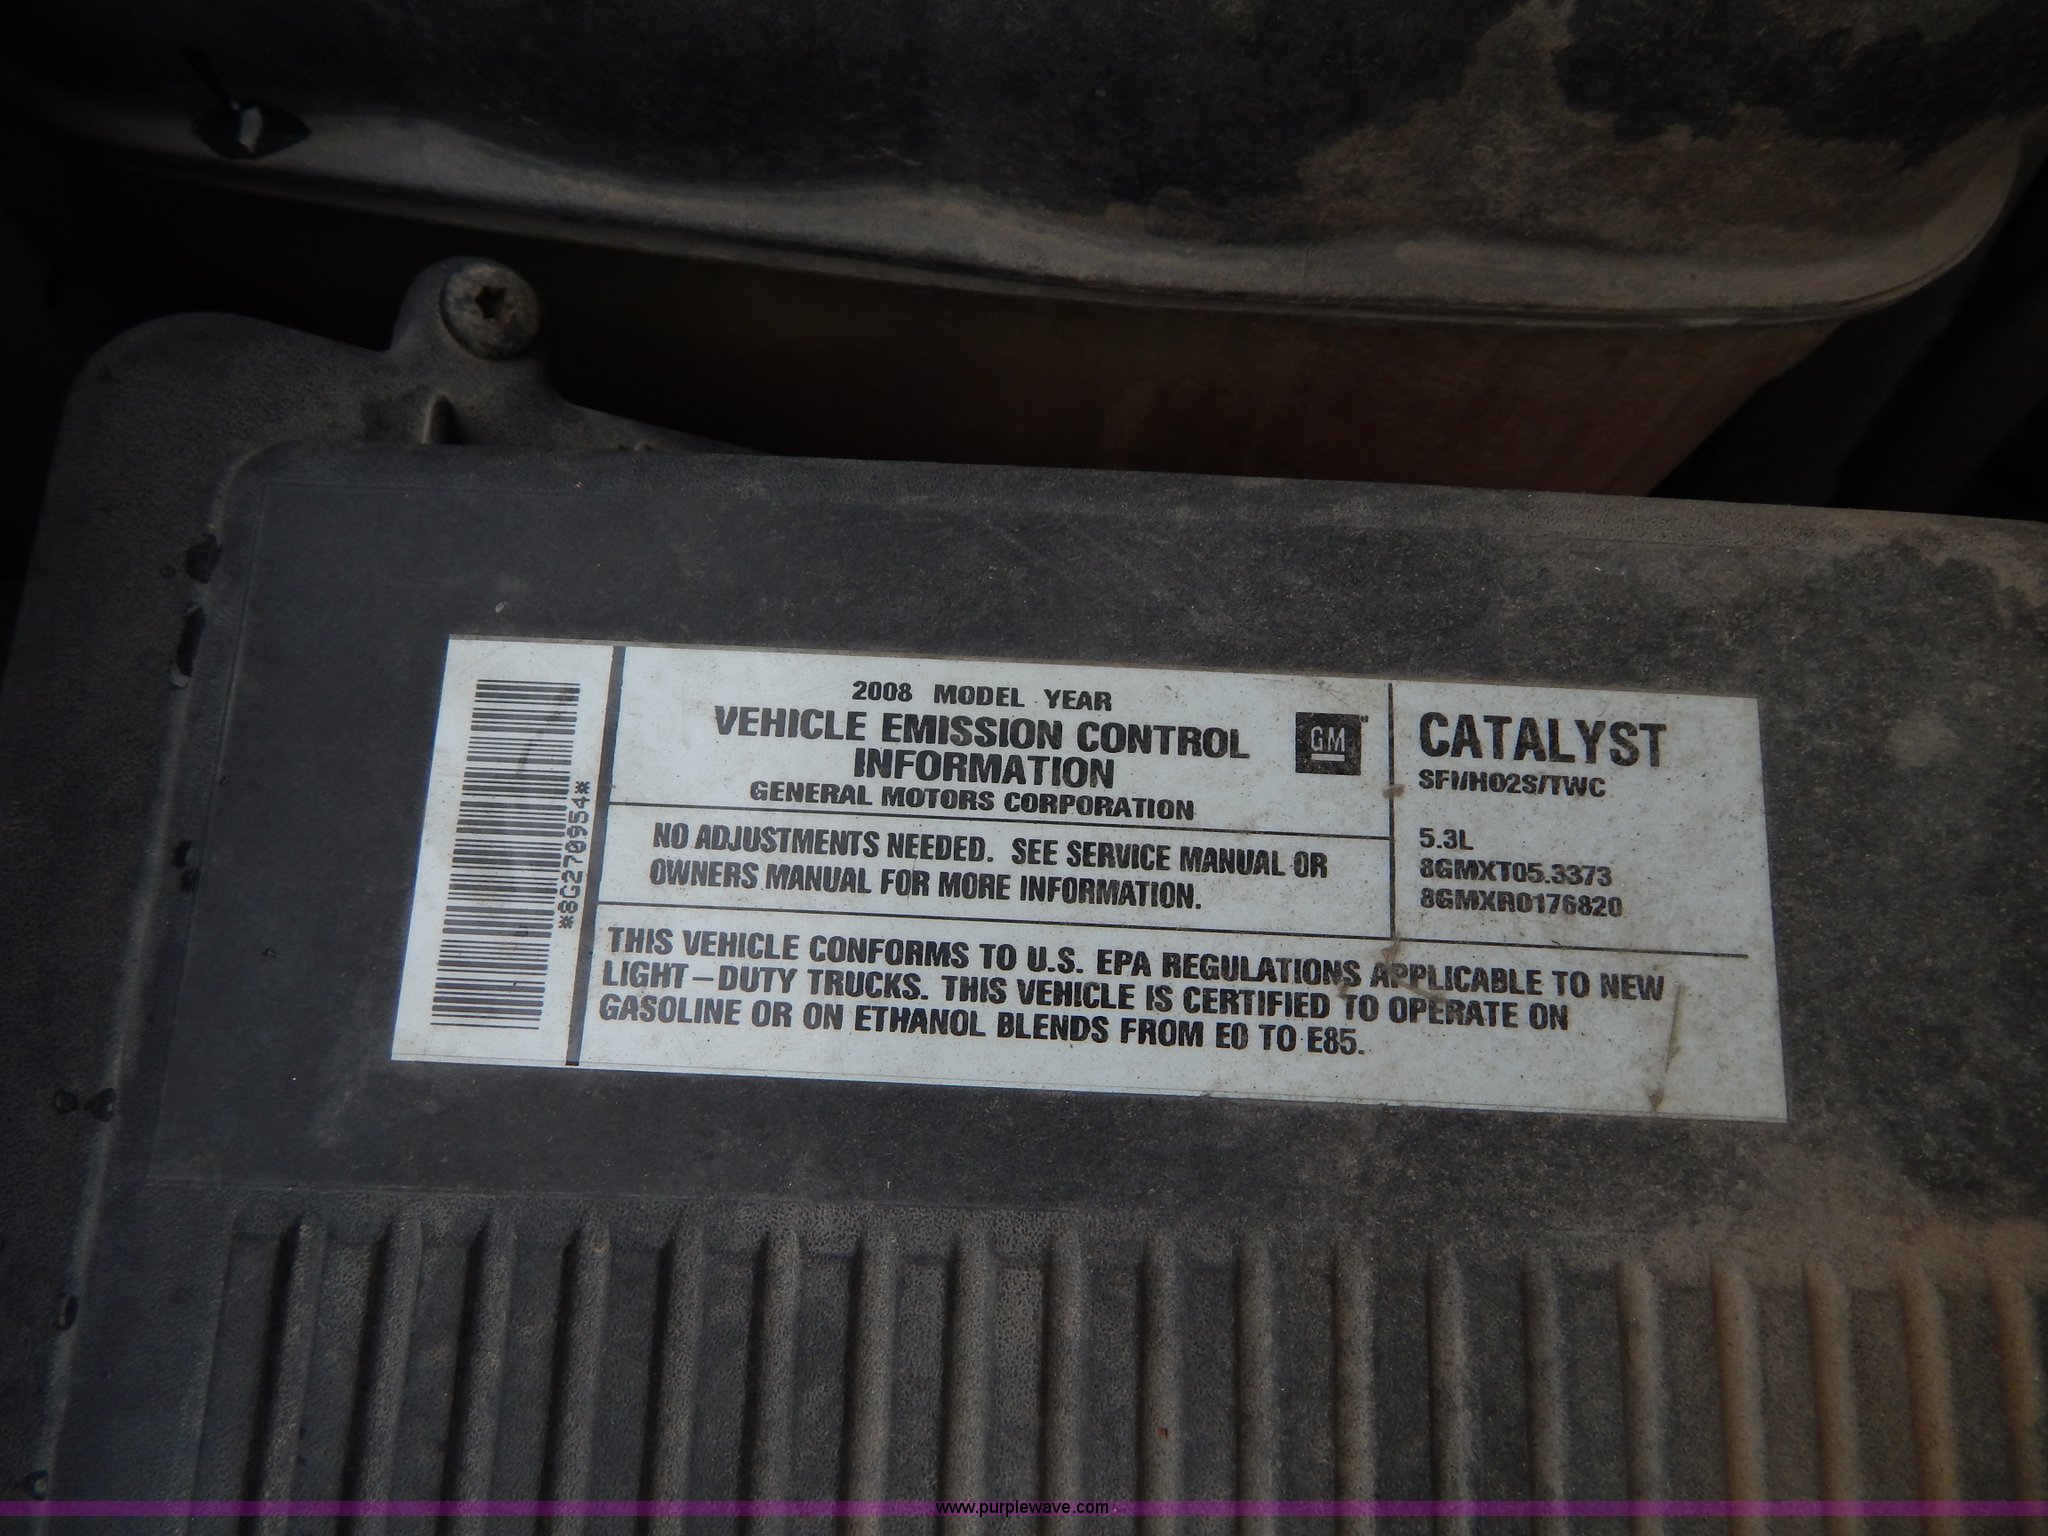 2008 MODEL YEAR
VEHICLE EMISSION CONTROL
INFORMATION
GENERAL MOTORS CORPORATION
GM
CATALYST
SFI/HO2S/TWC
5.3L
8GMXT05.3373
8GMXR0176820
*8G270954*
NO ADJUSTMENTS NEEDED. SEE SERVICE MANUAL OR
OWNERS MANUAL FOR MORE INFORMATION.
THIS VEHICLE CONFORMS TO U.S. EPA REGULATIONS APPLICABLE TO NEW
LIGHT-DUTY TRUCKS. THIS VEHICLE IS CERTIFIED TO OPERATE ON
GASOLINE OR ON ETHANOL BLENDS FROM E0 TO E85.
www.purplewave.com